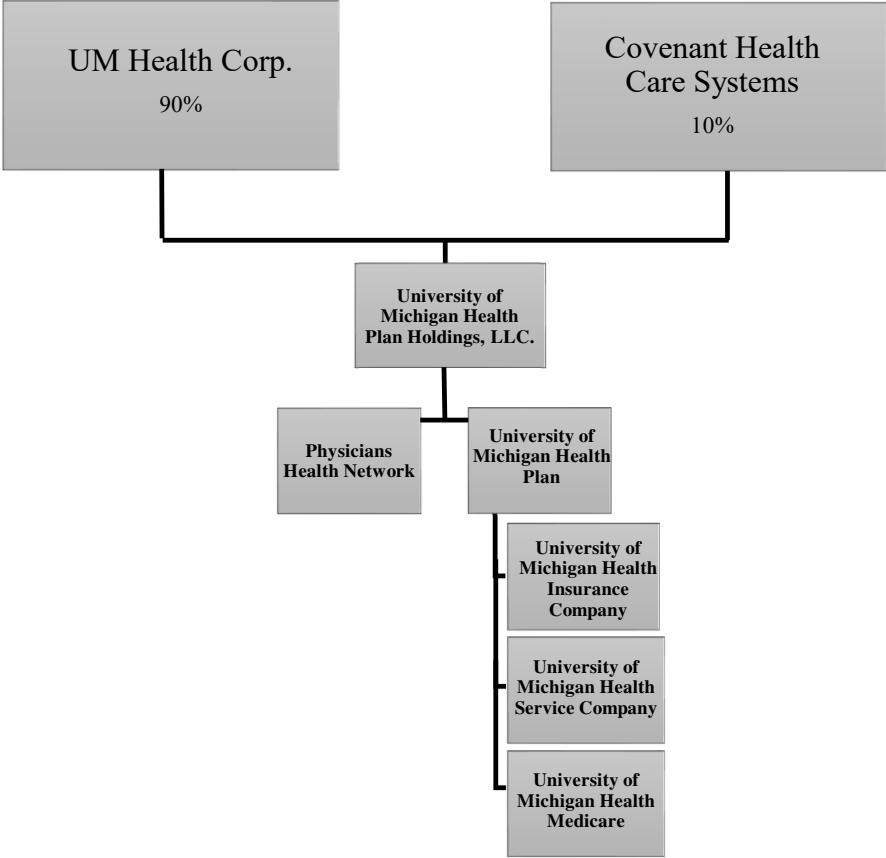 UM Health Corp.
90%
Covenant Health
Care Systems
10%
University of
Michigan Health
Plan Holdings, LLC.
Physicians
Health Network
University of
Michigan Health
Plan
University of
Michigan Health
Insurance
Company
University of
Michigan Health
Service Company
University of
Michigan Health
Medicare